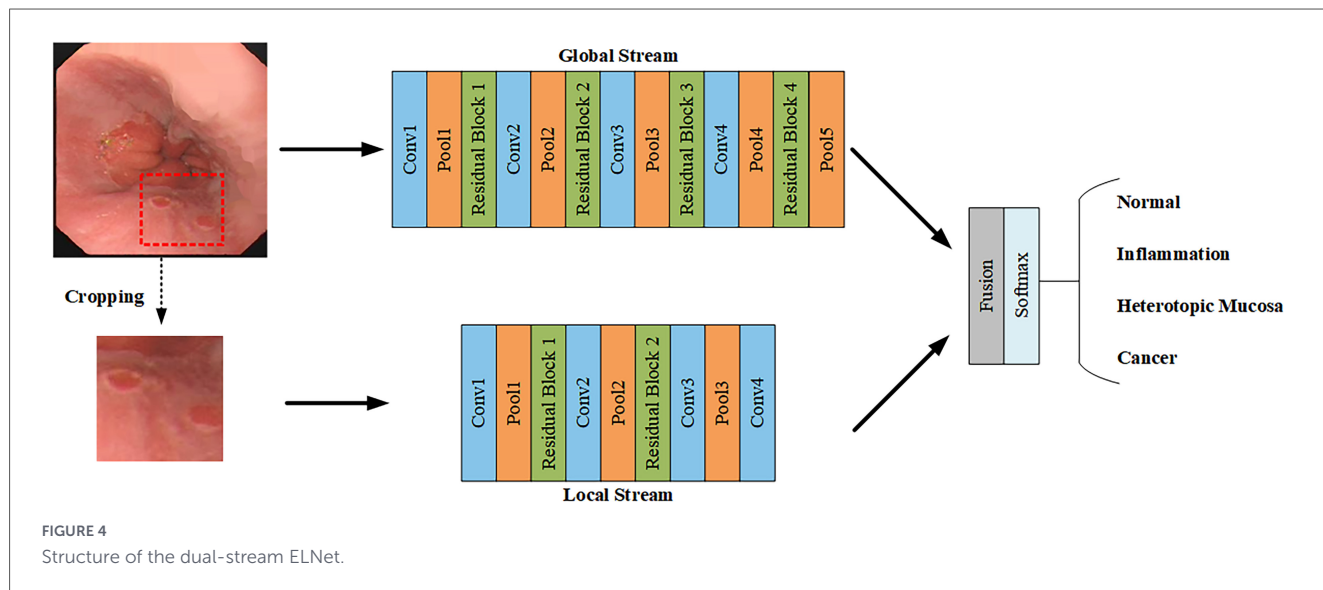 Global Stream
Conv1
Pool1
Residual Block 1
Conv2
Pool2
Residual Block 2
Conv3
Pool3
Residual Block 3
Conv4
Pool4
Residual Block 4
Pool5
Cropping
Conv1
Pool1
Residual Block 1
Conv2
Pool2
Residual Block 2
Conv3
Pool3
Conv4
Local Stream
Fusion
Softmax
Normal
Inflammation
Heterotopic Mucosa
Cancer
FIGURE 4
Structure of the dual-stream ELNet.